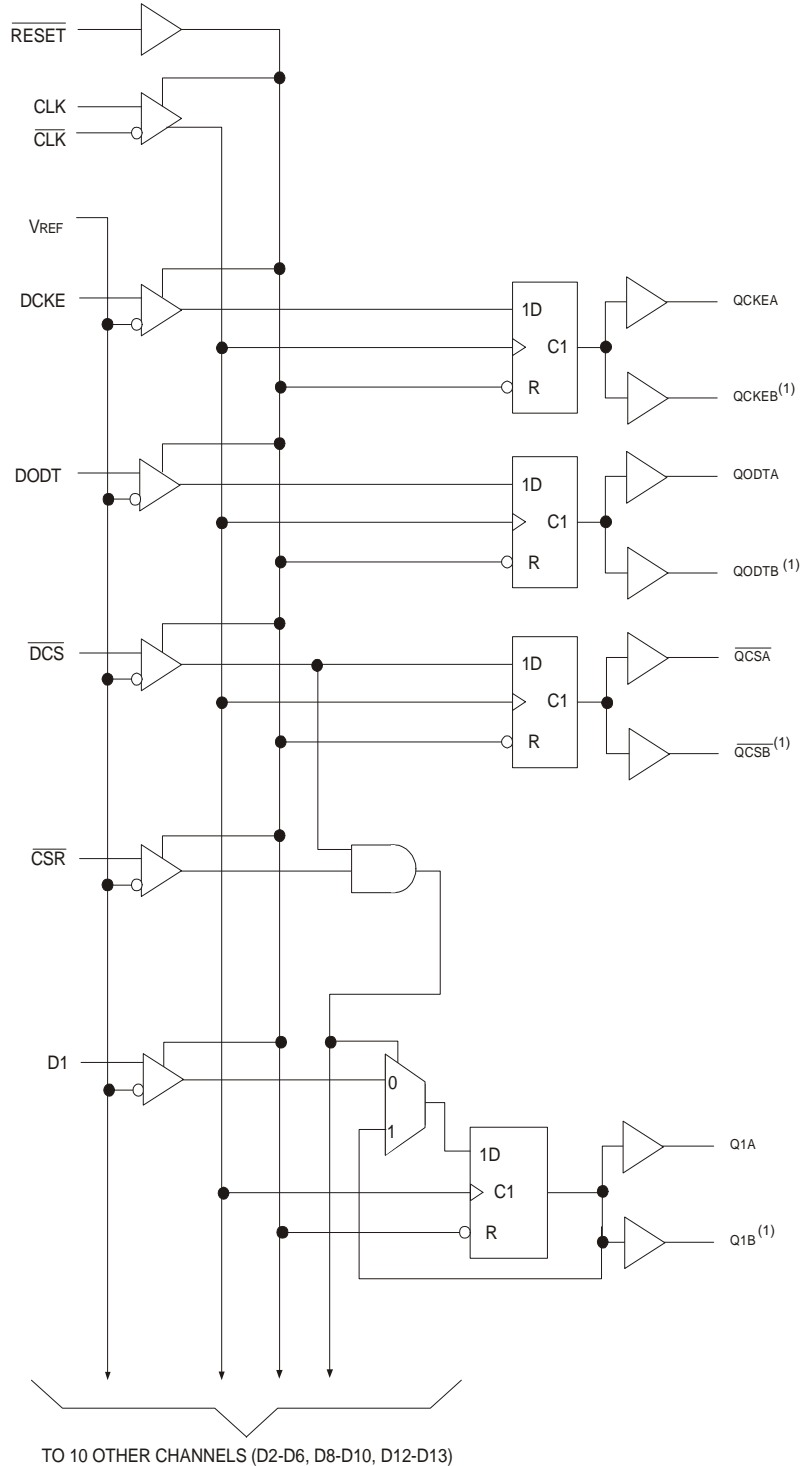 RESET
CLK
CLK
VREF
DCKE
1D
C1
R
QCKEA
QCKEB(1)
DODT
1D
C1
R
QODTA
QODTB (1)
DCS
1D
C1
R
QCSA
QCSB(1)
CSR
D1
0
1
1D
C1
R
Q1A
Q1B(1)
TO 10 OTHER CHANNELS (D2-D6, D8-D10, D12-D13)